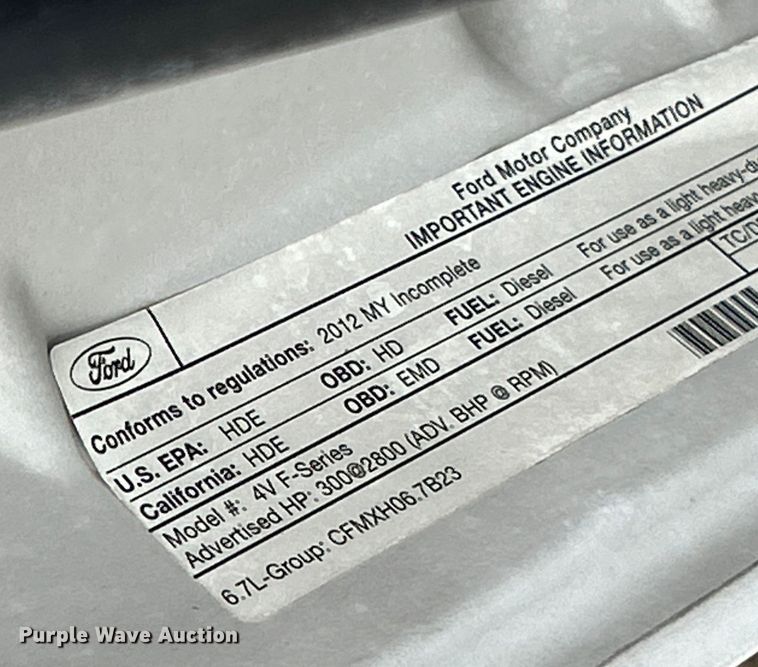 Ford Motor Company
IMPORTANT ENGINE INFORMATION
Ford
Conforms to regulations: 2012 MY Incomplete
U.S. EPA: HDE OBD: HD FUEL: Diesel For use as a light heavy-du
California: HDE OBD: EMD FUEL: Diesel For use as a light heav
Model #: 4V F-Series
Advertised HP: 300@2800 (ADV. BHP @ RPM)
TC/D
6.7L-Group: CFMXH06.7B23
Purple Wave Auction